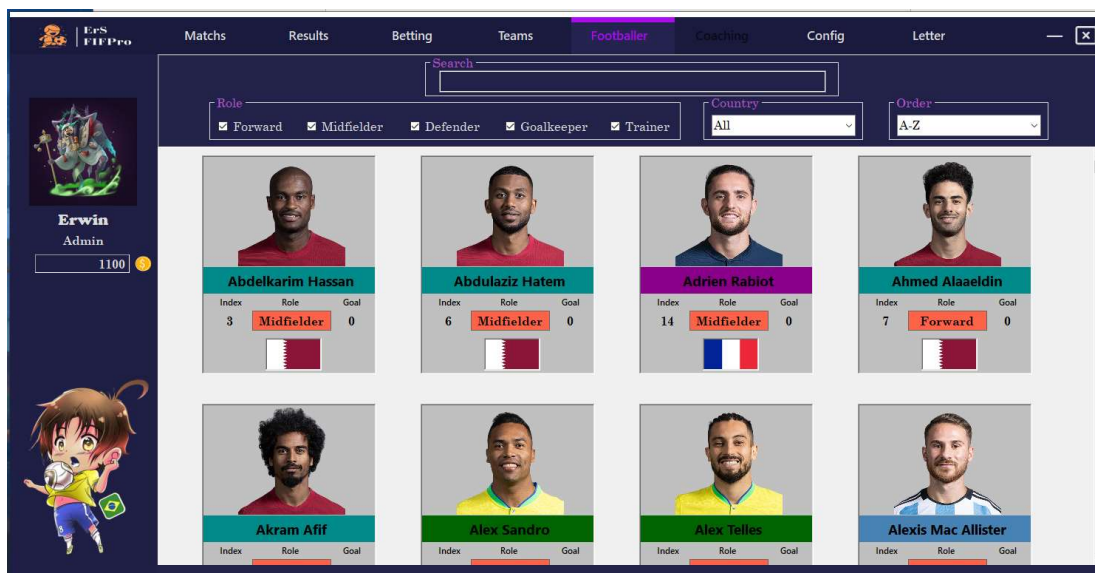 ErS
FIFPro
Matchs Results Betting Teams Footballer Coaching Config Letter
Search
Role Country Order
Forward Midfielder Defender Goalkeeper Trainer All A-Z
Erwin
Admin
1100
Abdelkarim Hassan Abdulaziz Hatem Adrien Rabiot Ahmed Alaaeldin
Index Role Goal Index Role Goal Index Role Goal Index Role Goal
3 Midfielder 0 6 Midfielder 0 14 Midfielder 0 7 Forward 0
Akram Afif Alex Sandro Alex Telles Alexis Mac Allister
Index Role Goal Index Role Goal Index Role Goal Index Role Goal